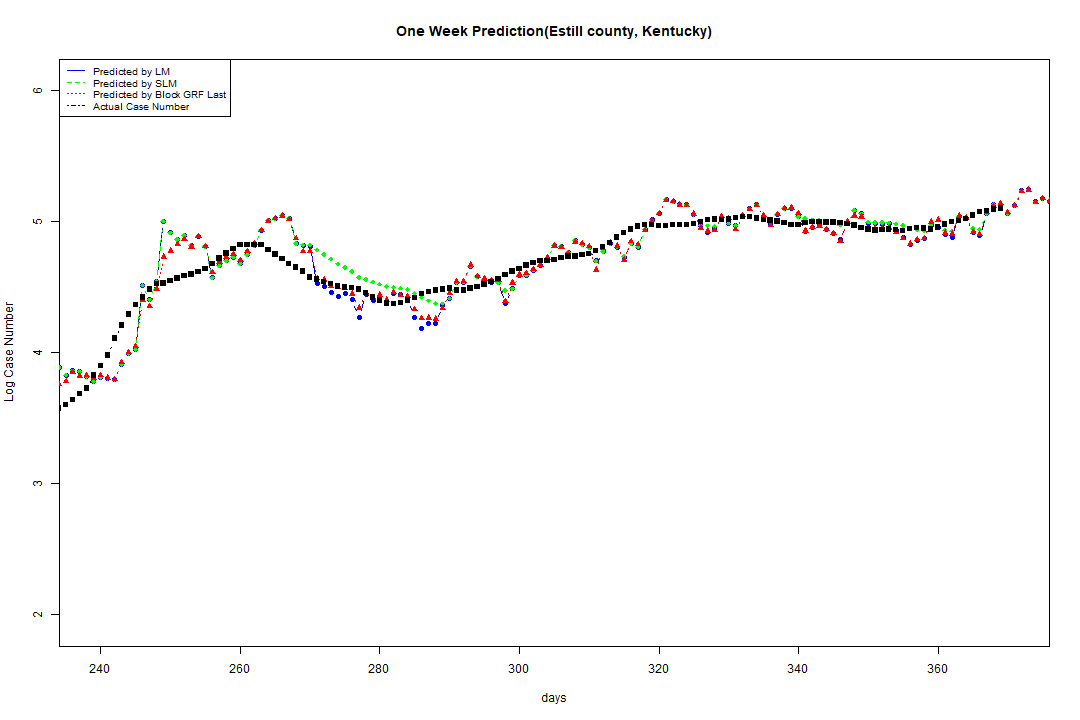 One Week Prediction(Estill county, Kentucky)
Predicted by LM
Predicted by SLM
Predicted by Block GRF Last
Actual Case Number
6
5
4
3
2
Log Case Number
240 260 280 300 320 340 360
days